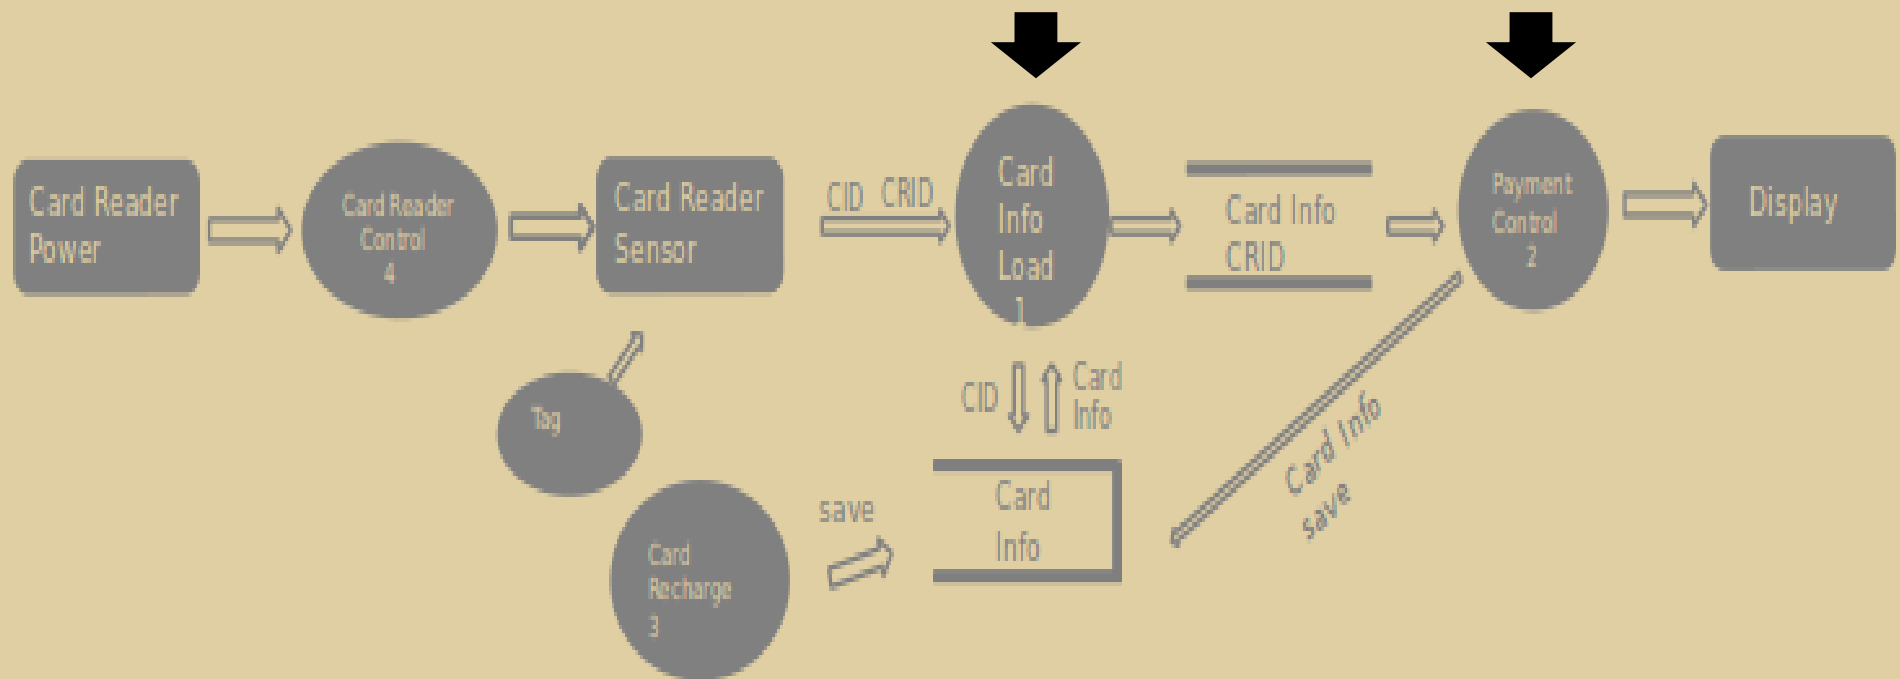 Card Reader
Power
Card Reader
Control
4
Card Reader
Sensor
CID CRID
Card
Info
Load
1
Card Info
CRID
Payment
Control
2
Display
Tag
CID
Card
Info
Card Info
save
Card
Recharge
3
save
Card
Info